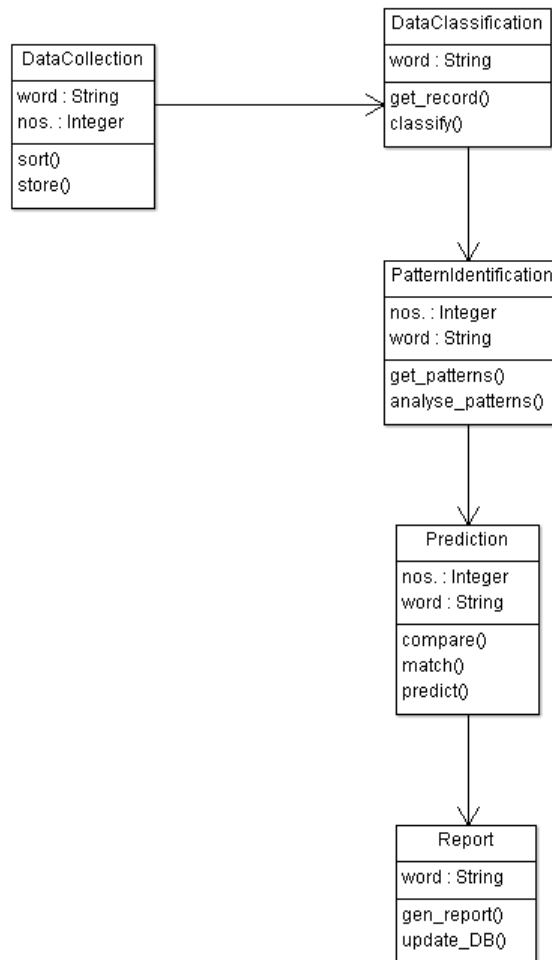 DataCollection
word : String
nos. : Integer
sort()
store()
DataClassification
word : String
get_record()
classify()
PatternIdentification
nos. : Integer
word : String
get_patterns()
analyse_patterns()
Prediction
nos. : Integer
word : String
compare()
match()
predict()
Report
word : String
gen_report()
update_DB()